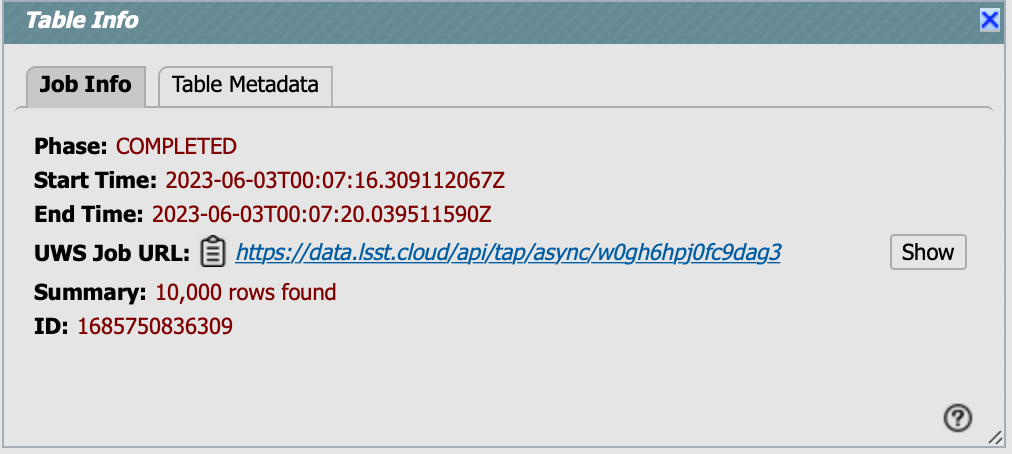 Table Info
Job Info Table Metadata
Phase: COMPLETED
Start Time: 2023-06-03T00:07:16.309112067Z
End Time: 2023-06-03T00:07:20.039511590Z
UWS Job URL: https://data.lsst.cloud/api/tap/async/w0gh6hpj0fc9dag3 Show
Summary: 10,000 rows found
ID: 1685750836309